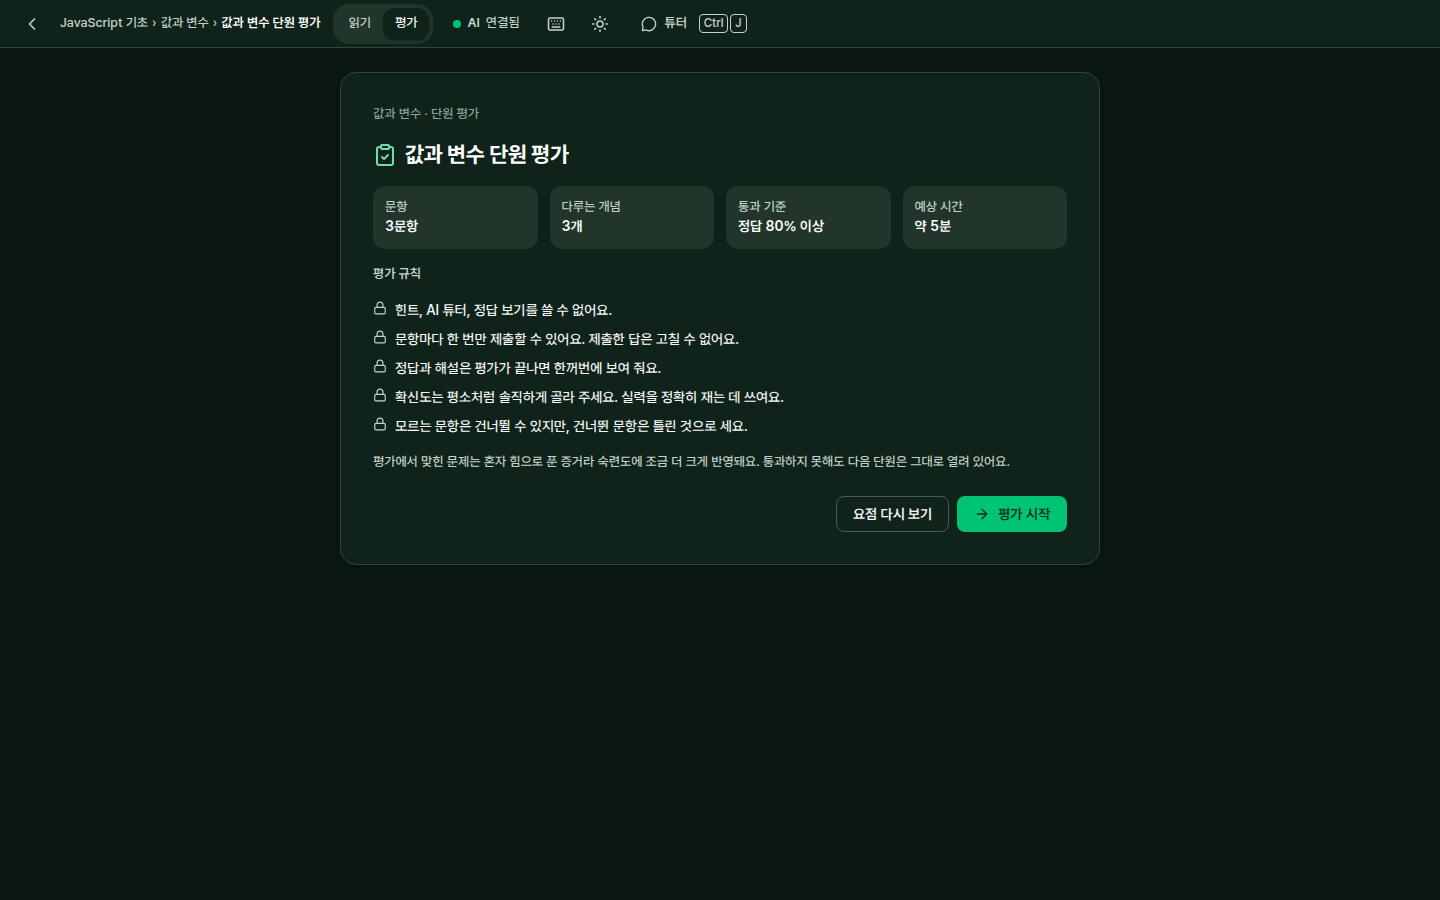 JavaScript 기초 › 값과 변수 › 값과 변수 단원 평가 읽기 평가 AI 연결됨 튜터 Ctrl J
값과 변수 · 단원 평가
값과 변수 단원 평가
문항 다루는 개념 통과 기준 예상 시간
3문항 3개 정답 80% 이상 약 5분
평가 규칙
힌트, AI 튜터, 정답 보기를 쓸 수 없어요.
문항마다 한 번만 제출할 수 있어요. 제출한 답은 고칠 수 없어요.
정답과 해설은 평가가 끝나면 한꺼번에 보여 줘요.
확신도는 평소처럼 솔직하게 골라 주세요. 실력을 정확히 재는 데 쓰여요.
모르는 문항은 건너뛸 수 있지만, 건너뛴 문항은 틀린 것으로 세요.
평가에서 맞힌 문제는 혼자 힘으로 푼 증거라 숙련도에 조금 더 크게 반영돼요. 통과하지 못해도 다음 단원은 그대로 열려 있어요.
요점 다시 보기 평가 시작